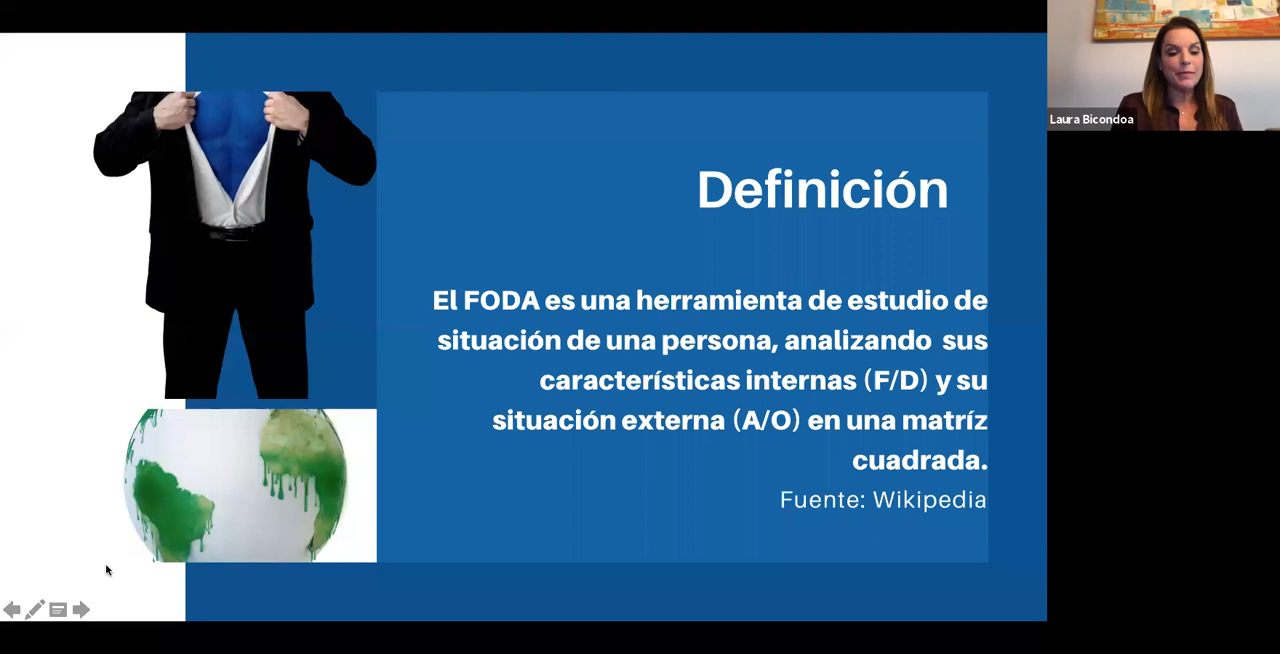 Laura Bicondoa
Definición
El FODA es una herramienta de estudio de
situación de una persona, analizando  sus
características internas (F/D) y su
situación externa (A/O) en una matríz
cuadrada.
Fuente: Wikipedia